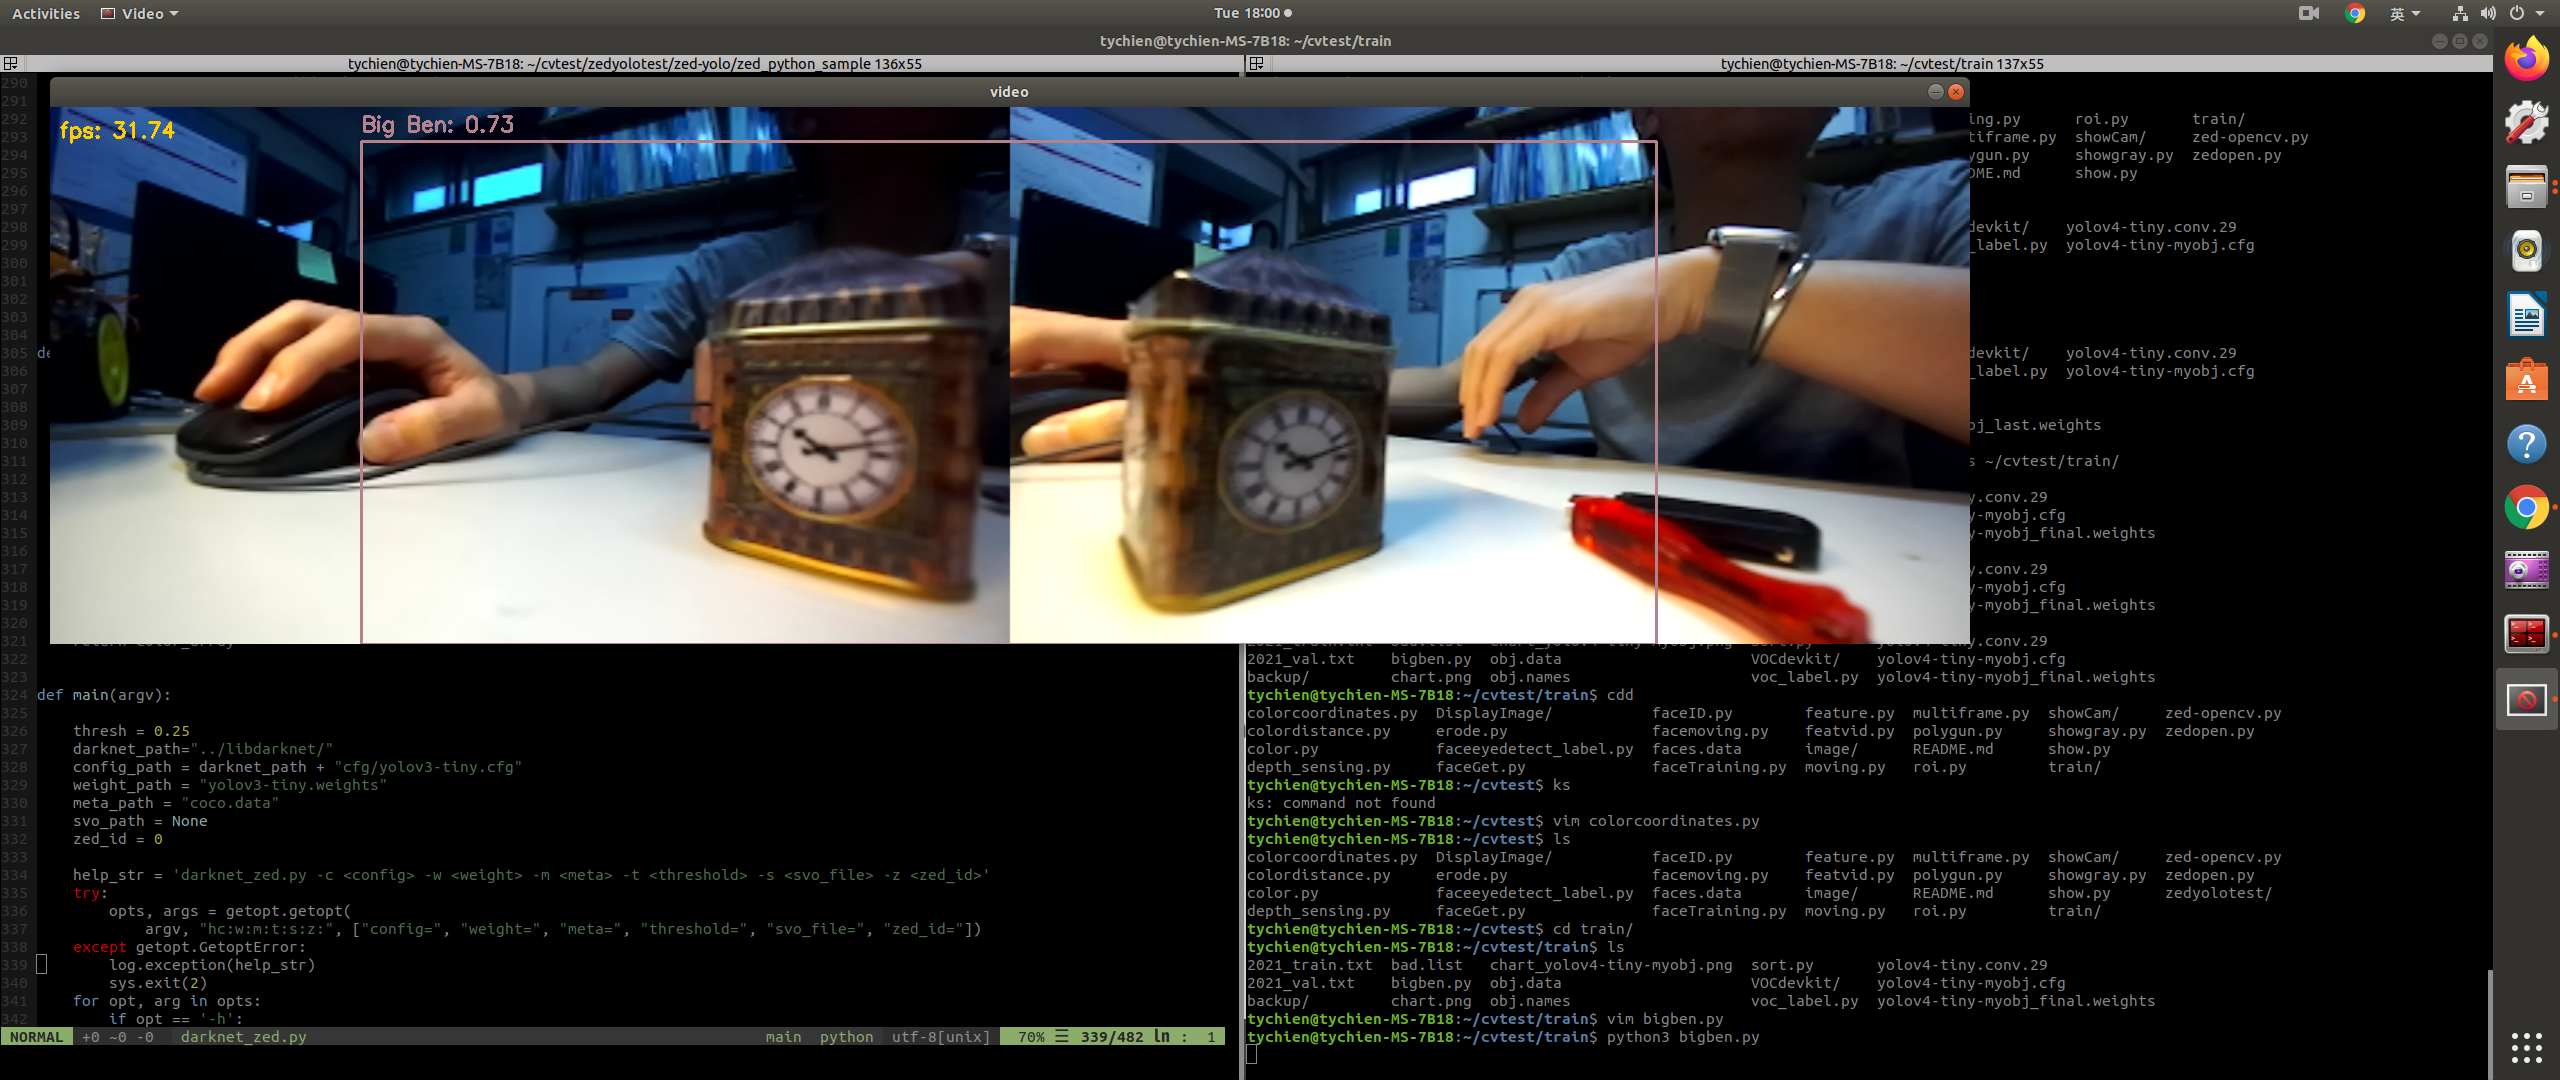 Activities Video Tue 18:00 英
tychien@tychien-MS-7B18: ~/cvtest/train
tychien@tychien-MS-7B18: ~/cvtest/zedyolotest/zed-yolo/zed_python_sample 136x55
tychien@tychien-MS-7B18: ~/cvtest/train 137x55
video
fps: 31.74
Big Ben: 0.73
290
291
292
293
294
295
296
297
298
299
300
301
302
303
304
305 de
306
307
308
309
310
311
312
313
314
315
316
317
318
319
320
321
322
323
324 def main(argv):
325
326 thresh = 0.25
327 darknet_path="../libdarknet/"
328 config_path = darknet_path + "cfg/yolov3-tiny.cfg"
329 weight_path = "yolov3-tiny.weights"
330 meta_path = "coco.data"
331 svo_path = None
332 zed_id = 0
333
334 help_str = 'darknet_zed.py -c <config> -w <weight> -m <meta> -t <threshold> -s <svo_file> -z <zed_id>'
335 try:
336 opts, args = getopt.getopt(
337 argv, "hc:w:m:t:s:z:", ["config=", "weight=", "meta=", "threshold=", "svo_file=", "zed_id="])
338 except getopt.GetoptError:
339 log.exception(help_str)
340 sys.exit(2)
341 for opt, arg in opts:
342 if opt == '-h':
NORMAL +0 ~0 -0 darknet_zed.py main python utf-8[unix] 70% ☰ 339/482 ln : 1
ing.py roi.py train/
tiframe.py showCam/ zed-opencv.py
ygun.py showgray.py zedopen.py
OME.md show.py
devkit/ yolov4-tiny.conv.29
_label.py yolov4-tiny-myobj.cfg
devkit/ yolov4-tiny.conv.29
_label.py yolov4-tiny-myobj.cfg
bj_last.weights
s ~/cvtest/train/
y.conv.29
y-myobj.cfg
y-myobj_final.weights
y.conv.29
y-myobj.cfg
y-myobj_final.weights
y.conv.29
2021_val.txt bigben.py obj.data VOCdevkit/ yolov4-tiny-myobj.cfg
backup/ chart.png obj.names voc_label.py yolov4-tiny-myobj_final.weights
tychien@tychien-MS-7B18:~/cvtest/train$ cdd
colorcoordinates.py DisplayImage/ faceID.py feature.py multiframe.py showCam/ zed-opencv.py
colordistance.py erode.py facemoving.py featvid.py polygun.py showgray.py zedopen.py
color.py faceeyedetect_label.py faces.data image/ README.md show.py
depth_sensing.py faceGet.py faceTraining.py moving.py roi.py train/
tychien@tychien-MS-7B18:~/cvtest$ ks
ks: command not found
tychien@tychien-MS-7B18:~/cvtest$ vim colorcoordinates.py
tychien@tychien-MS-7B18:~/cvtest$ ls
colorcoordinates.py DisplayImage/ faceID.py feature.py multiframe.py showCam/ zed-opencv.py
colordistance.py erode.py facemoving.py featvid.py polygun.py showgray.py zedopen.py
color.py faceeyedetect_label.py faces.data image/ README.md show.py zedyolotest/
depth_sensing.py faceGet.py faceTraining.py moving.py roi.py train/
tychien@tychien-MS-7B18:~/cvtest$ cd train/
tychien@tychien-MS-7B18:~/cvtest/train$ ls
2021_train.txt bad.list chart_yolov4-tiny-myobj.png sort.py yolov4-tiny.conv.29
2021_val.txt bigben.py obj.data VOCdevkit/ yolov4-tiny-myobj.cfg
backup/ chart.png obj.names voc_label.py yolov4-tiny-myobj_final.weights
tychien@tychien-MS-7B18:~/cvtest/train$ vim bigben.py
tychien@tychien-MS-7B18:~/cvtest/train$ python3 bigben.py